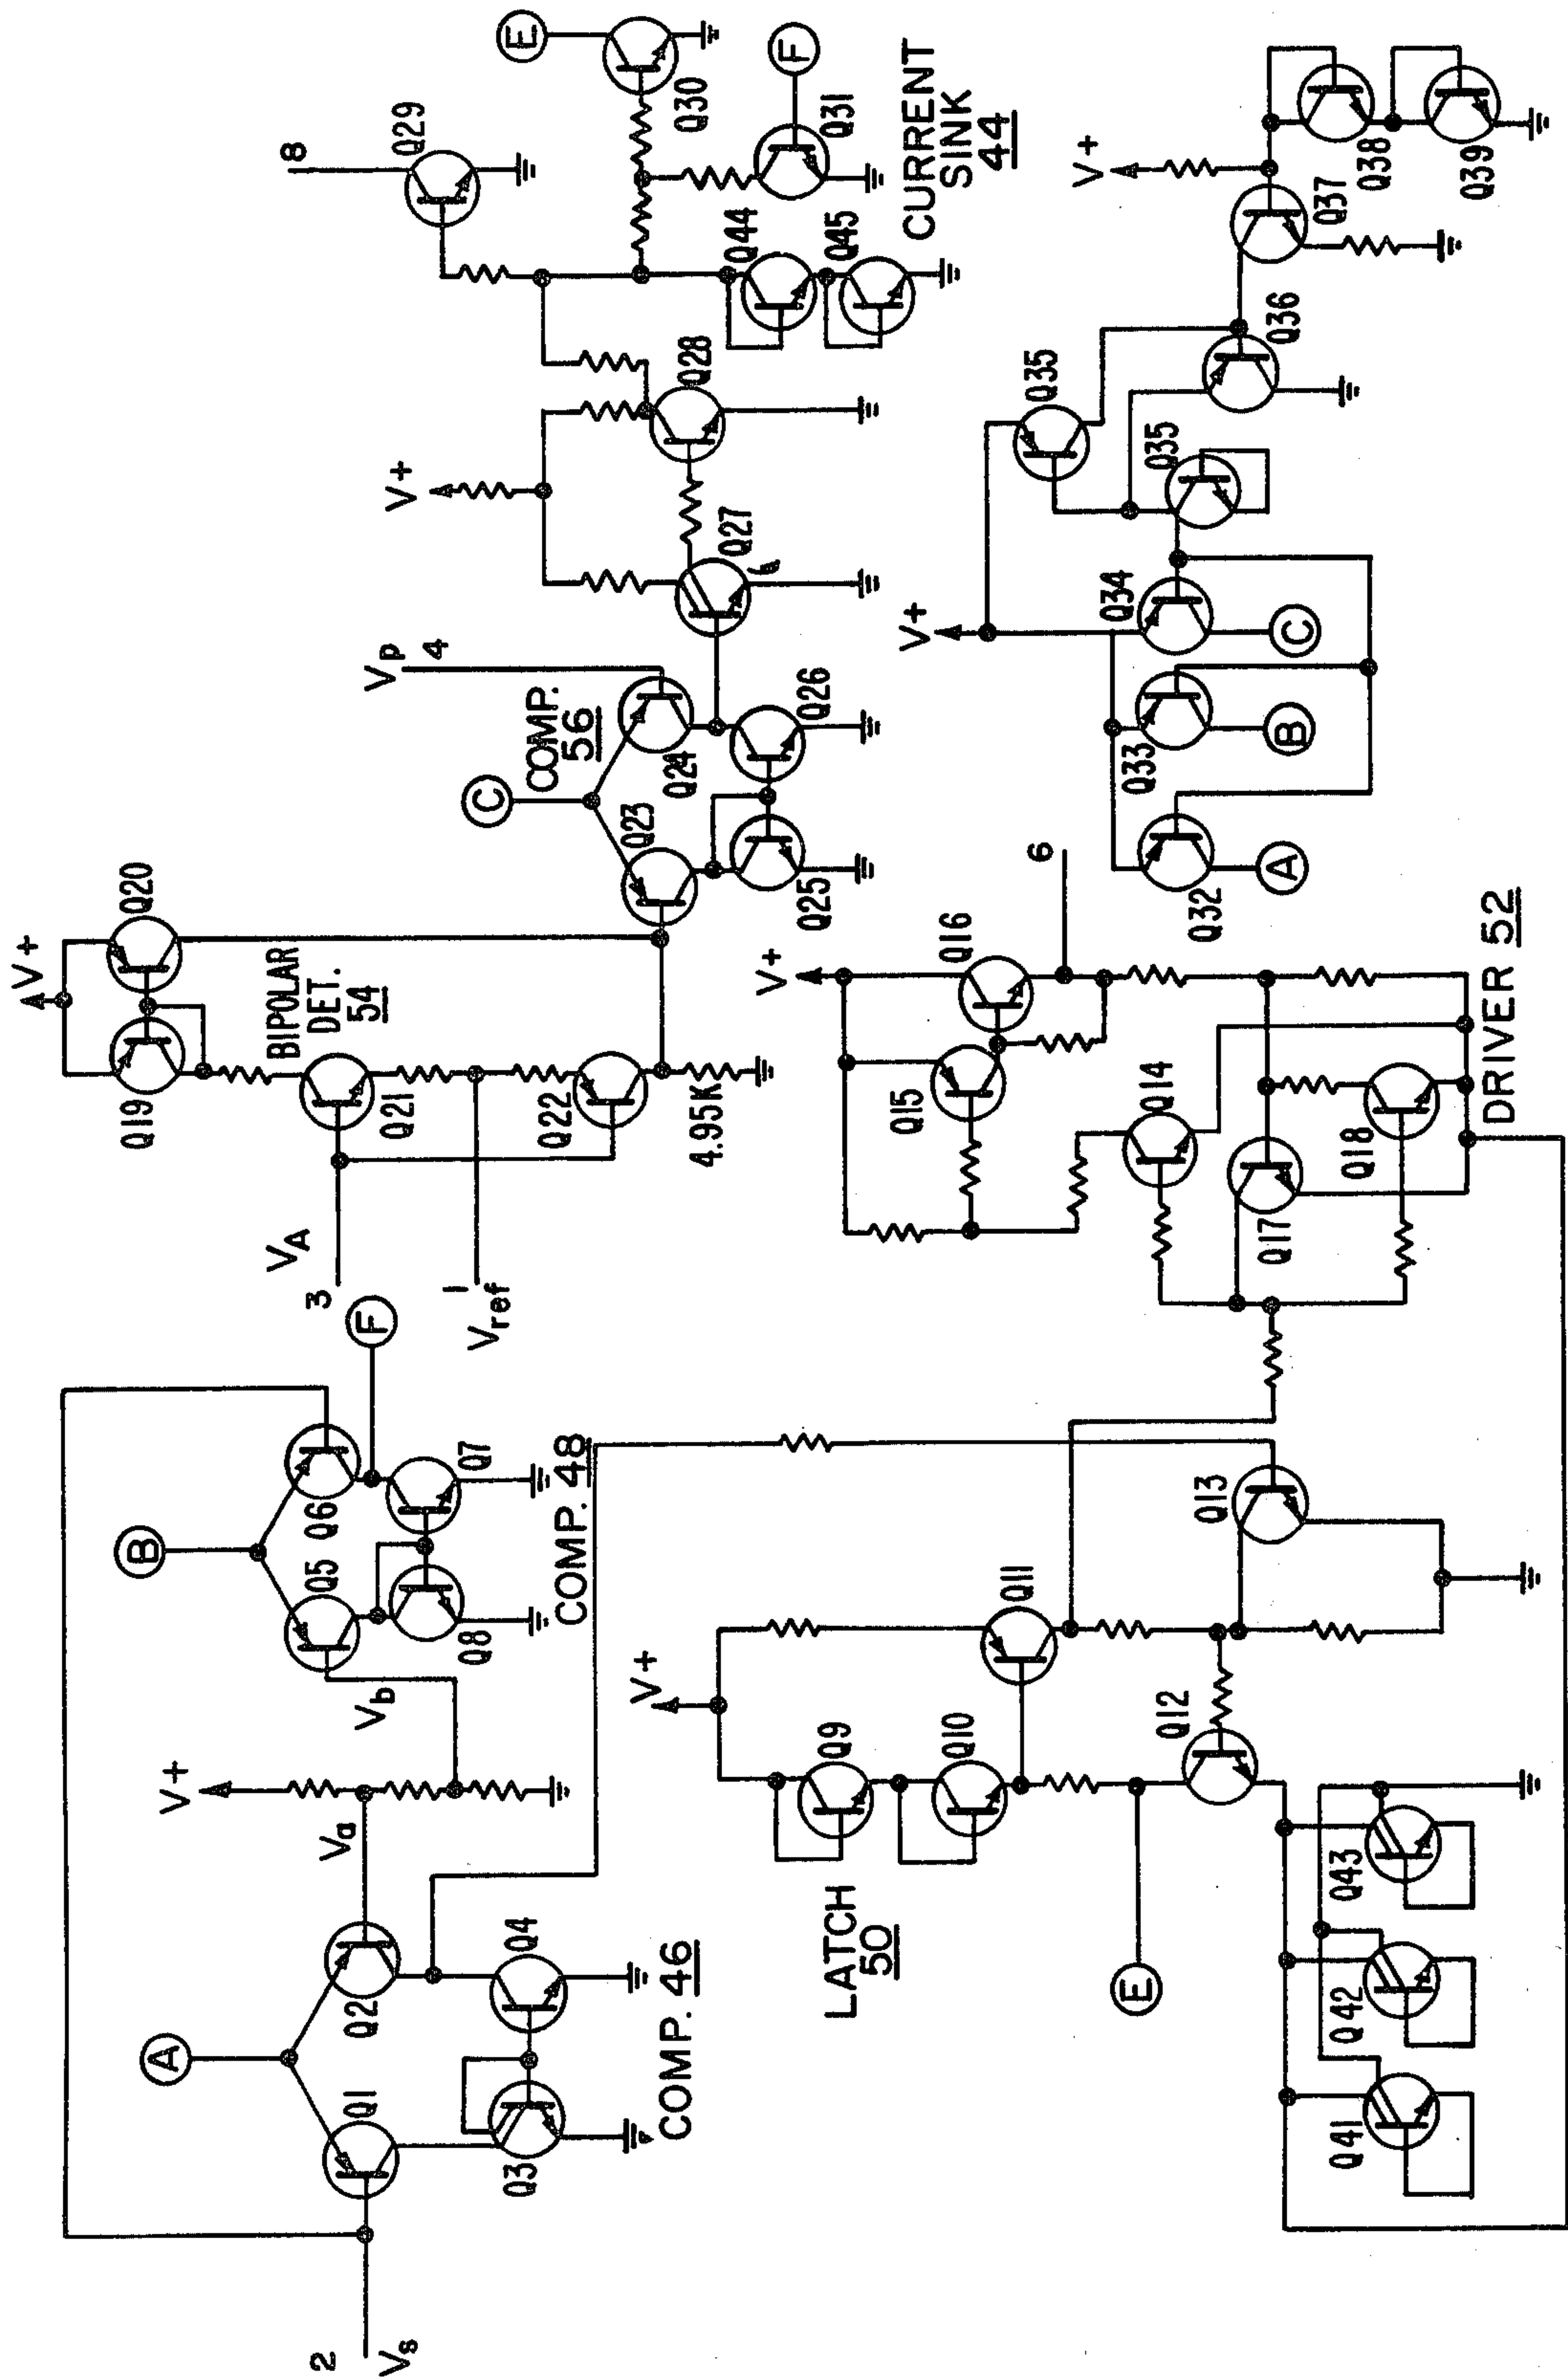 2
Vs
A
Q1
Q2
Q3
Q4
COMP. 46
Va
V+
Vb
B
Q5
Q6
Q8
Q7
COMP. 48
F
3
VA
1
Vref
V+
Q19
Q20
BIPOLAR
DET.
54
Q21
Q22
4.95K
C
COMP.
56
Vp
4
Q23
Q24
Q25
Q26
V+
Q27
Q28
8
Q29
E
Q30
F
Q31
Q44
Q45
CURRENT
SINK
44
LATCH
50
V+
Q9
Q10
Q11
E
Q12
Q13
Q41
Q42
Q43
V+
Q15
Q16
6
Q14
Q17
Q18
DRIVER 52
V+
Q32
Q33
Q34
A
B
C
Q35
Q35
Q36
V+
Q37
Q38
Q39